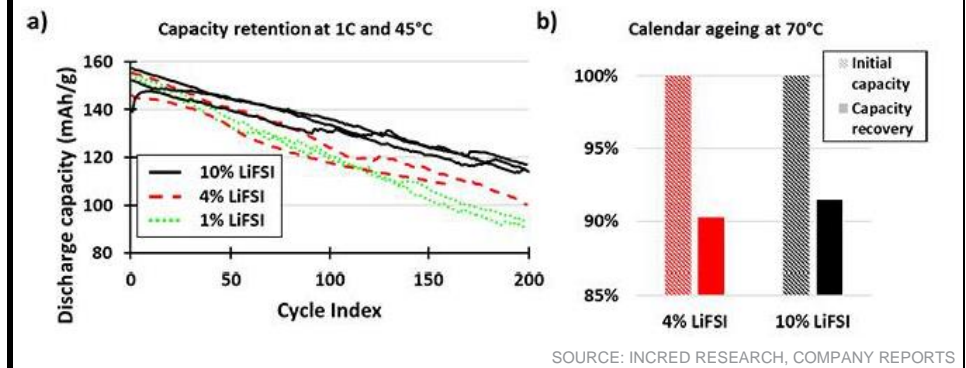 a)
Capacity retention at 1C and 45°C
Discharge capacity (mAh/g)
160
140
120
100
80
10% LiFSI
4% LiFSI
1% LiFSI
0
50
100
150
200
Cycle Index
b)
Calendar ageing at 70°C
Initial
capacity
Capacity
recovery
100%
95%
90%
85%
4% LiFSI
10% LiFSI
SOURCE: INCRED RESEARCH, COMPANY REPORTS